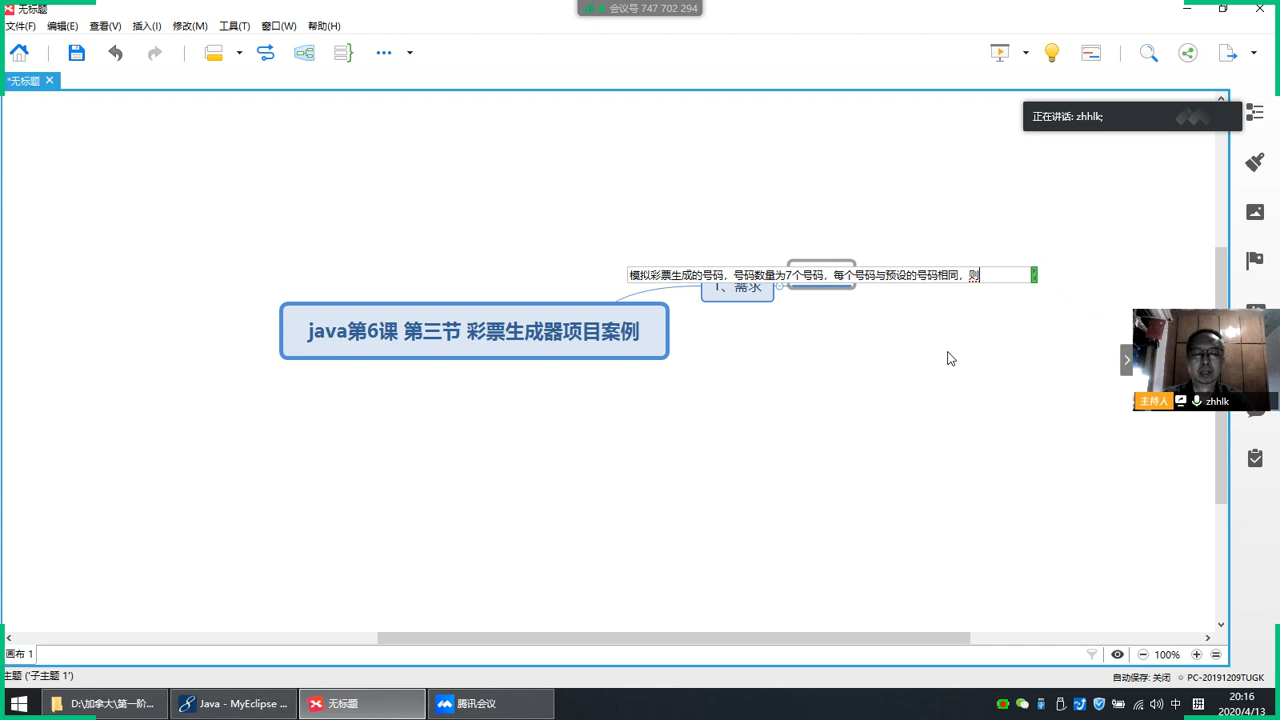 无标题
会议号 747 702 294
文件(F) 编辑(E) 查看(V) 插入(I) 修改(M) 工具(T) 窗口(W) 帮助(H)
*无标题
正在讲话: zhhlk;
模拟彩票生成的号码，号码数量为7个号码，每个号码与预设的号码相同，则
1、需求
java第6课 第三节 彩票生成器项目案例
主持人 zhhlk
画布 1
100%
主题 ('子主题 1')
自动保存: 关闭 PC-20191209TUGK
D:\加拿大\第一阶...
Java - MyEclipse ...
无标题
腾讯会议
中
拼
20:16
2020/4/13